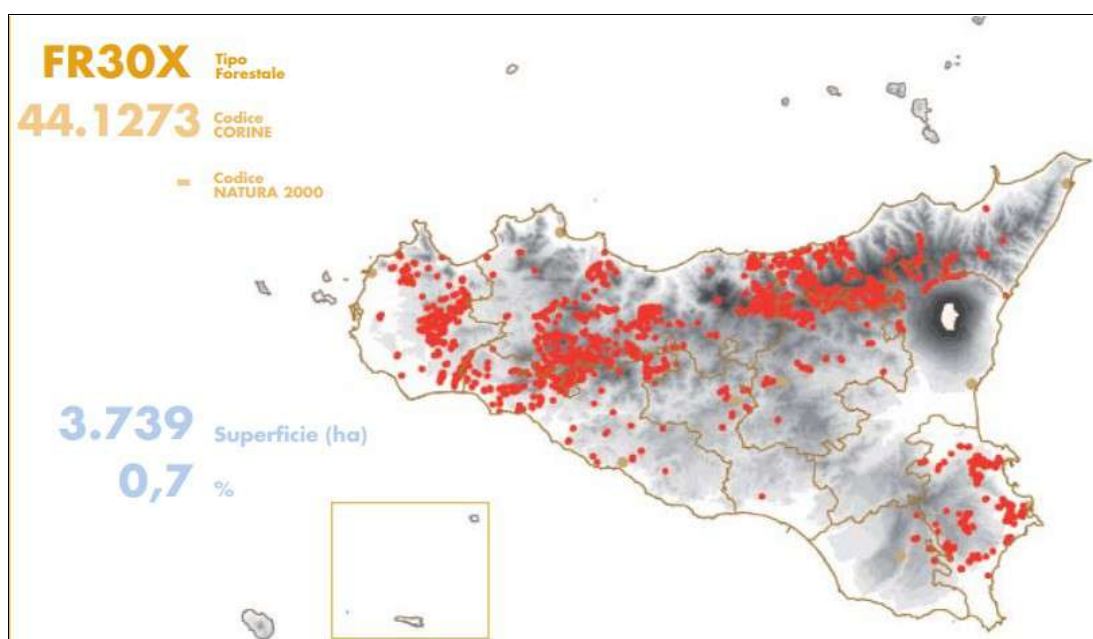 FR30X Tipo
Forestale
44.1273 Codice
CORINE
- Codice
NATURA 2000
3.739 Superficie (ha)
0,7 %